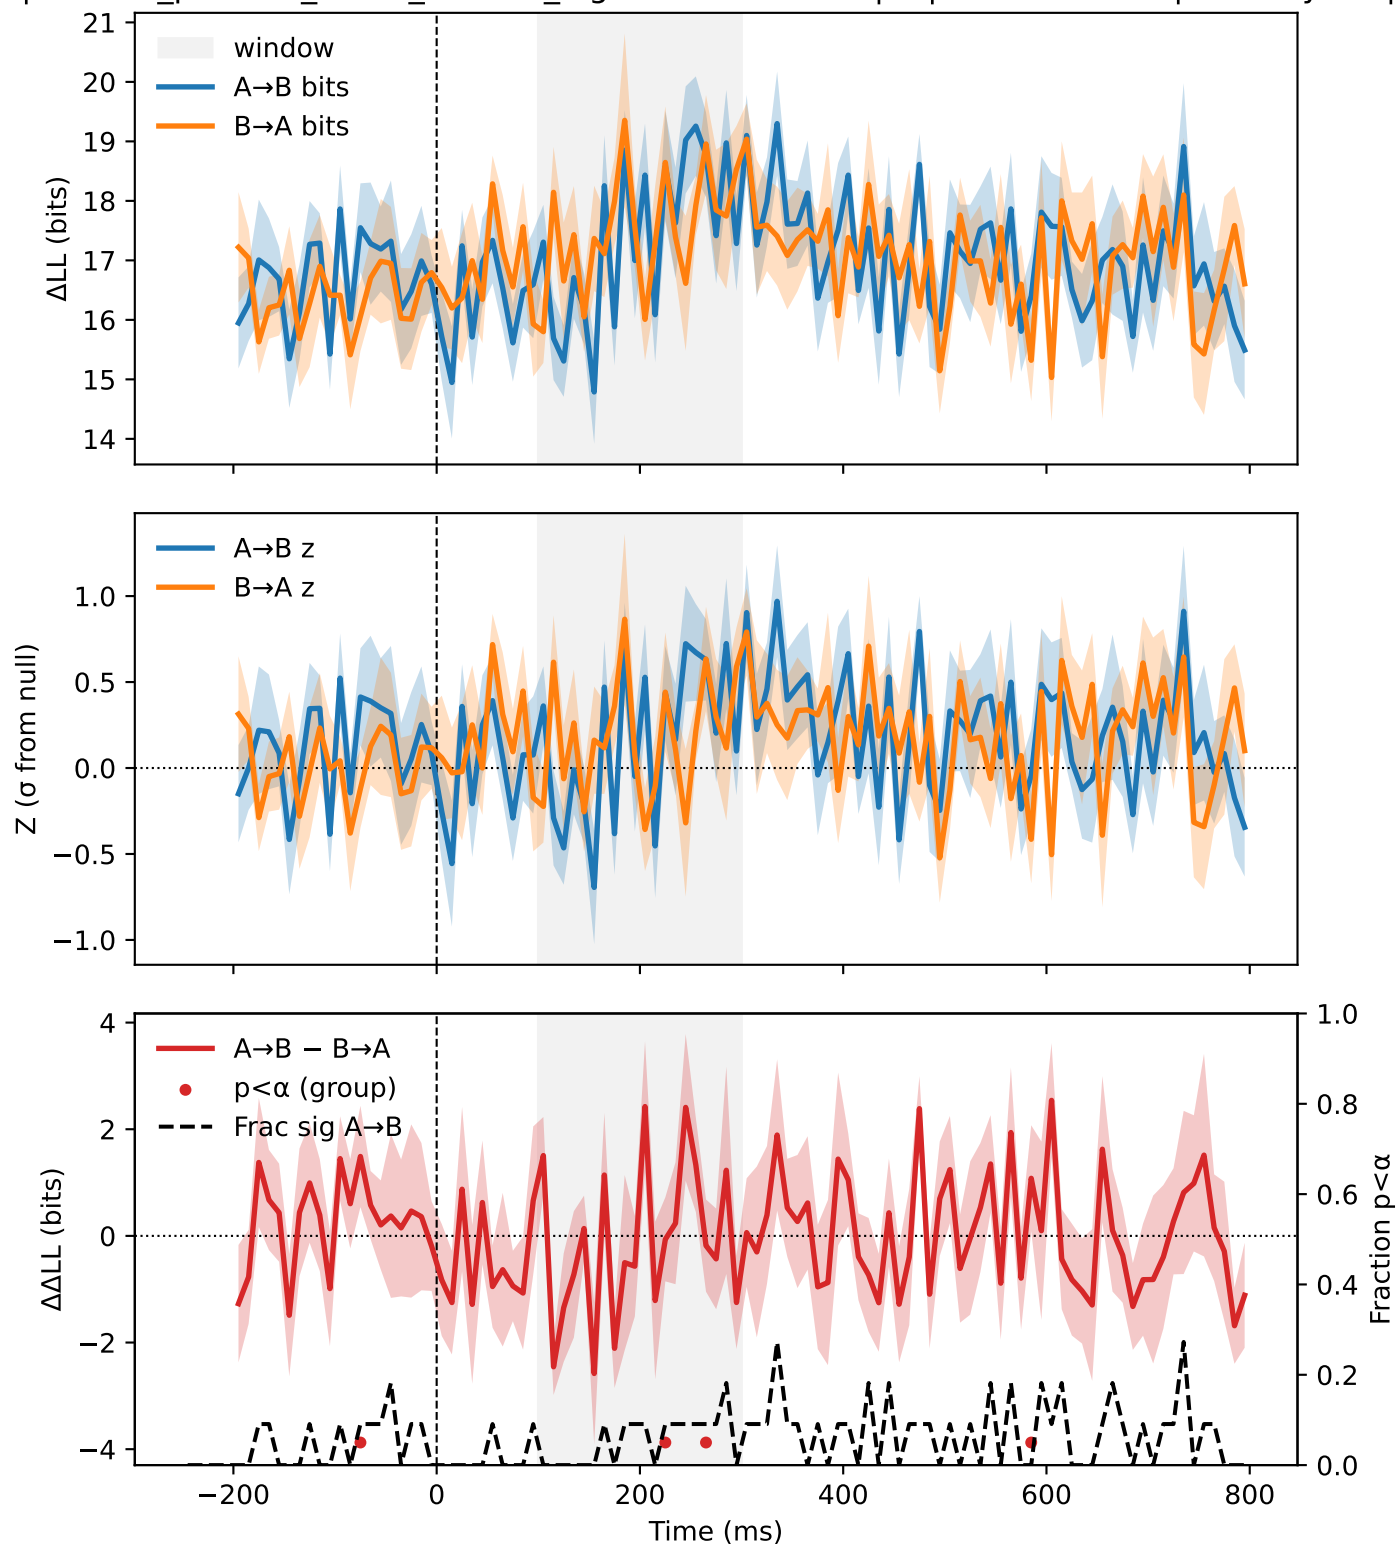 21
20
19
18
17
16
15
14
ΔLL (bits)
window
A→B bits
B→A bits
1.0
0.5
0.0
−0.5
−1.0
Z (σ from null)
A→B z
B→A z
4
2
0
−2
−4
ΔΔLL (bits)
A→B − B→A
p<α (group)
Frac sig A→B
1.0
0.8
0.6
0.4
0.2
0.0
Fraction p<α
−200
0
200
400
600
800
Time (ms)